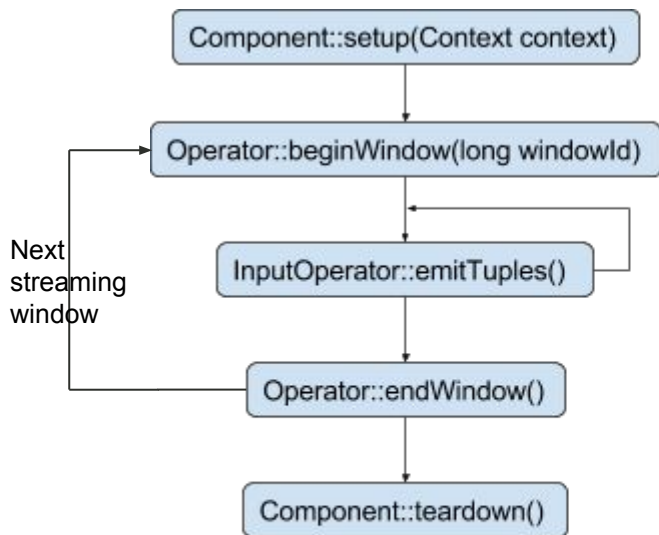 Component::setup(Context context)
Operator::beginWindow(long windowId)
Next
streaming
window
InputOperator::emitTuples()
Operator::endWindow()
Component::teardown()